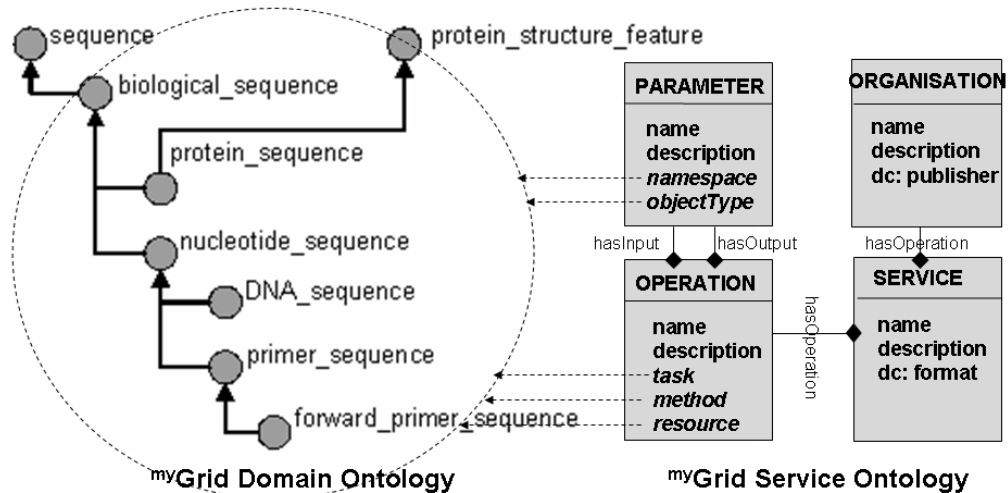 sequence
biological_sequence
protein_structure_feature
protein_sequence
nucleotide_sequence
DNA_sequence
primer_sequence
forward_primer_sequence
myGrid Domain Ontology
PARAMETER
name
description
namespace
objectType
hasInput
hasOutput
OPERATION
name
description
task
method
resource
hasOperation
ORGANISATION
name
description
dc: publisher
hasOperation
SERVICE
name
description
dc: format
myGrid Service Ontology